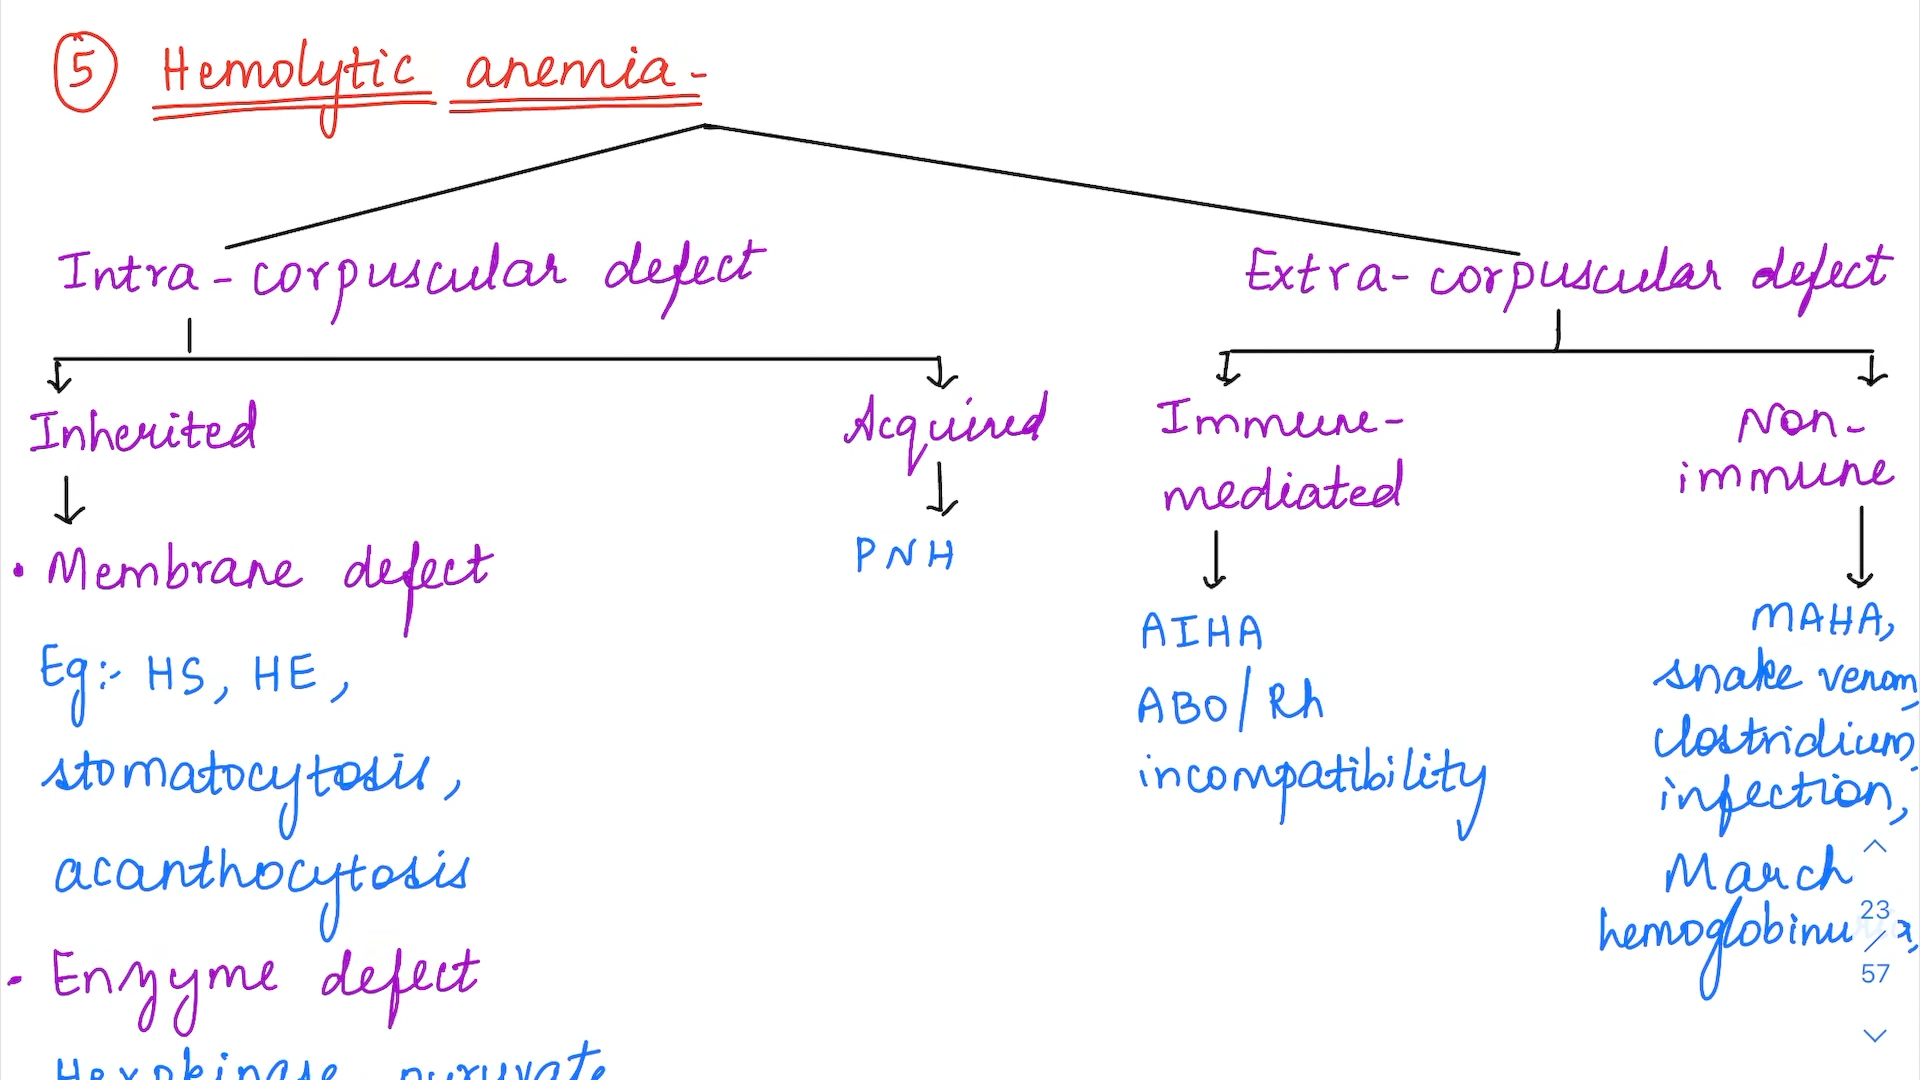 5 Hemolytic anemia-
Intra-corpuscular defect
Extra-corpuscular defect
Inherited
Acquired
Immune-
mediated
Non-
immune
• Membrane defect
Eg:- HS, HE,
stomatocytosis,
acanthocytosis
PNH
AIHA
ABO/Rh
incompatibility
MAHA,
snake venom,
clostridium,
infection,
March
• Enzyme defect
23
57